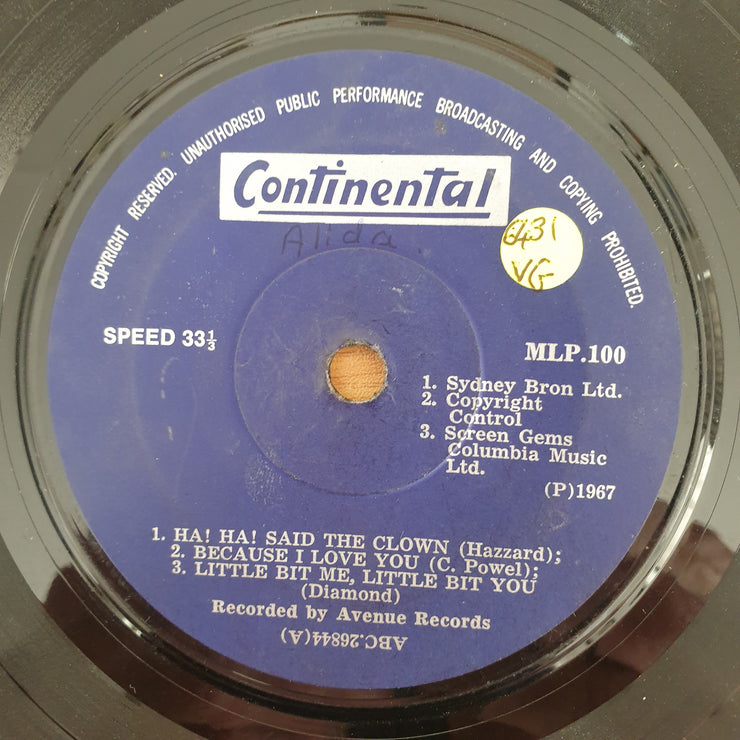 COPYRIGHT RESERVED. UNAUTHORISED PUBLIC PERFORMANCE BROADCASTING AND COPYING PROHIBITED.
Continental
Alida.
6431
VG
SPEED 33⅓
MLP.100
1. Sydney Bron Ltd.
2. Copyright
Control
3. Screen Gems
Columbia Music
Ltd.
(P)1967
1. HA! HA! SAID THE CLOWN (Hazzard);
2. BECAUSE I LOVE YOU (C. Powel);
3. LITTLE BIT ME, LITTLE BIT YOU
(Diamond)
Recorded by Avenue Records
ABC.26844(A)